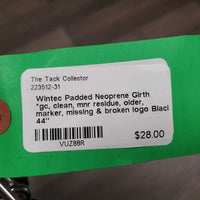 The Tack Collector
223512-31
Wintec Padded Neoprene Girth
*gc, clean, mnr residue, older,
marker, missing & broken logo Blacl
44"
$28.00
VUZ88R